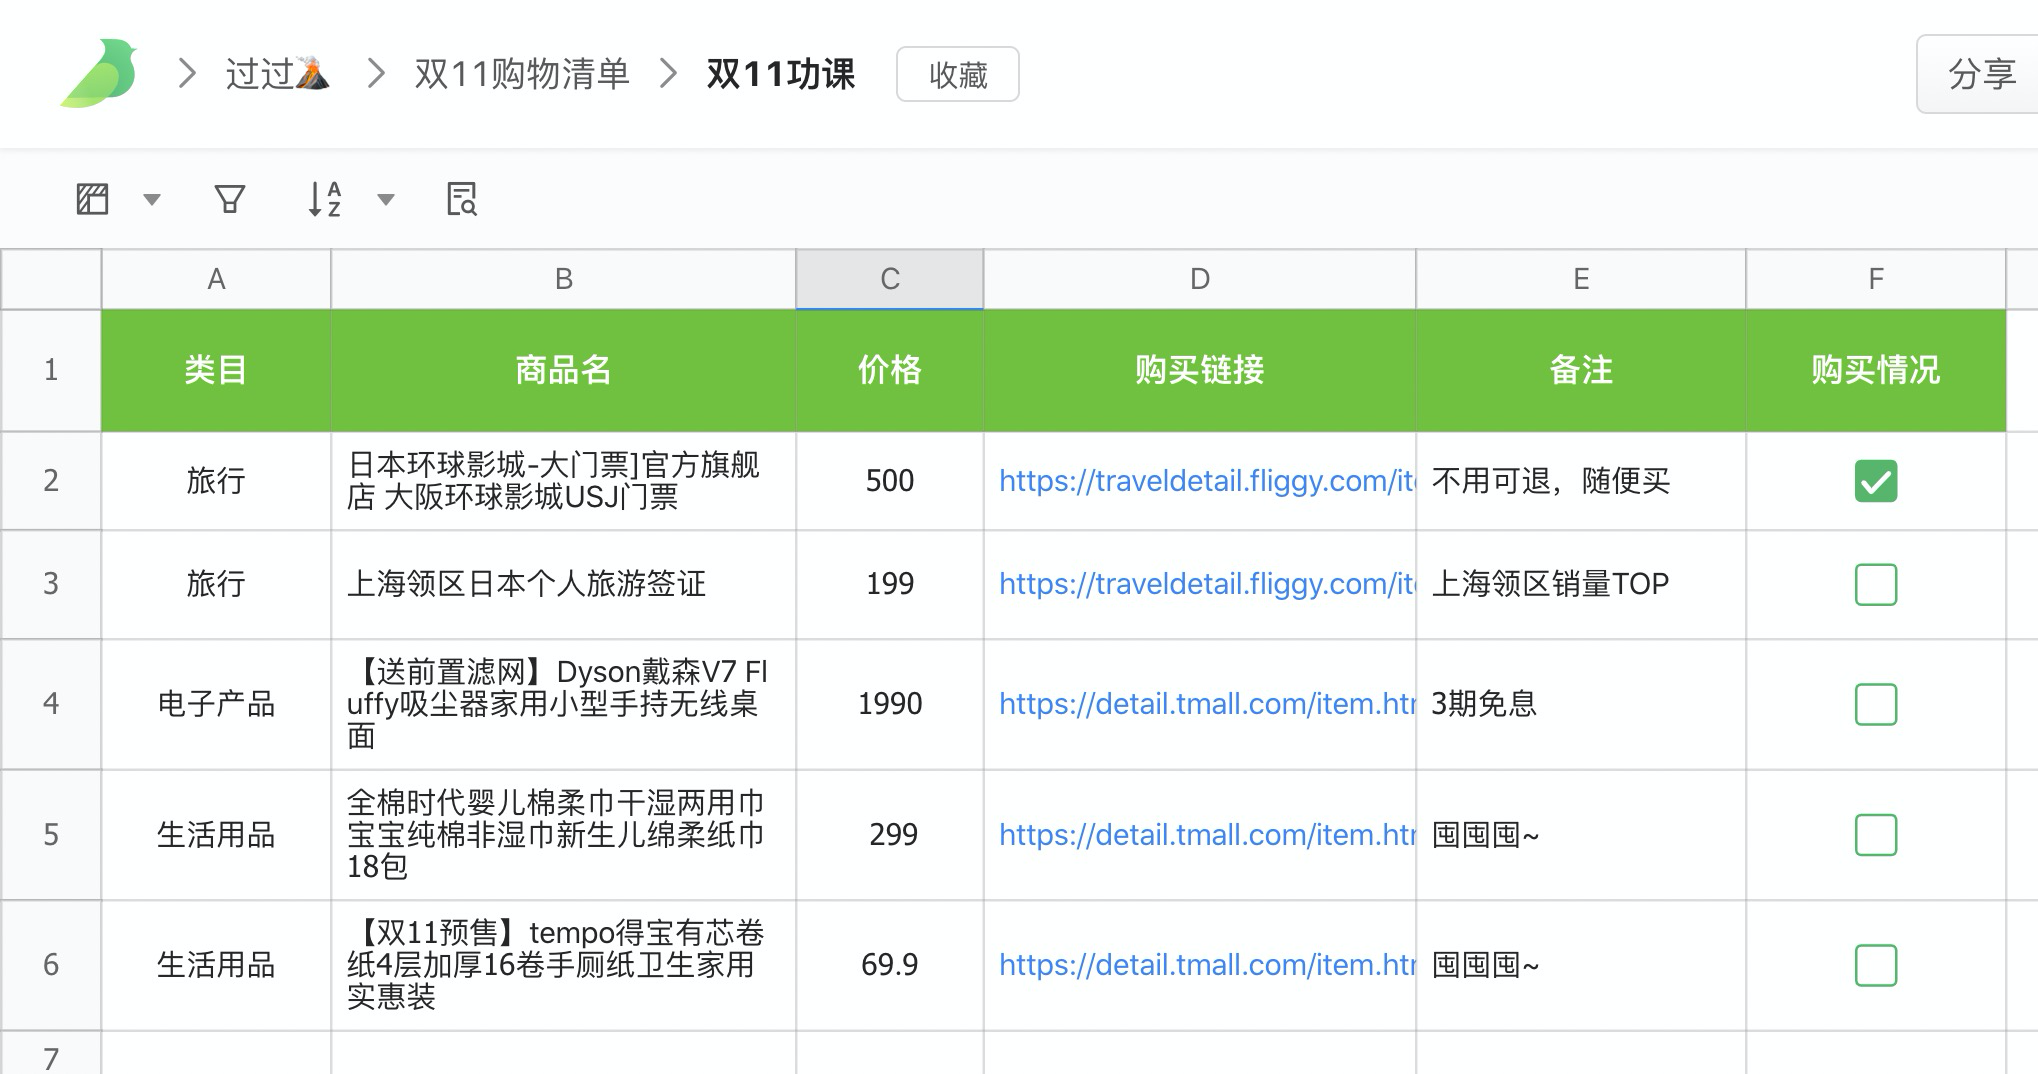 过过🌋 双11购物清单 双11功课 收藏 分享
A B C D E F
1 类目 商品名 价格 购买链接 备注 购买情况
2 旅行 日本环球影城-大门票]官方旗舰
店 大阪环球影城USJ门票 500 https://traveldetail.fliggy.com/ite 不用可退，随便买
3 旅行 上海领区日本个人旅游签证 199 https://traveldetail.fliggy.com/ite 上海领区销量TOP
4 电子产品 【送前置滤网】Dyson戴森V7 Fl
uffy吸尘器家用小型手持无线桌
面 1990 https://detail.tmall.com/item.htm 3期免息
5 生活用品 全棉时代婴儿棉柔巾干湿两用巾
宝宝纯棉非湿巾新生儿绵柔纸巾
18包 299 https://detail.tmall.com/item.htm 囤囤囤~
6 生活用品 【双11预售】tempo得宝有芯卷
纸4层加厚16卷手厕纸卫生家用
实惠装 69.9 https://detail.tmall.com/item.htm 囤囤囤~
7